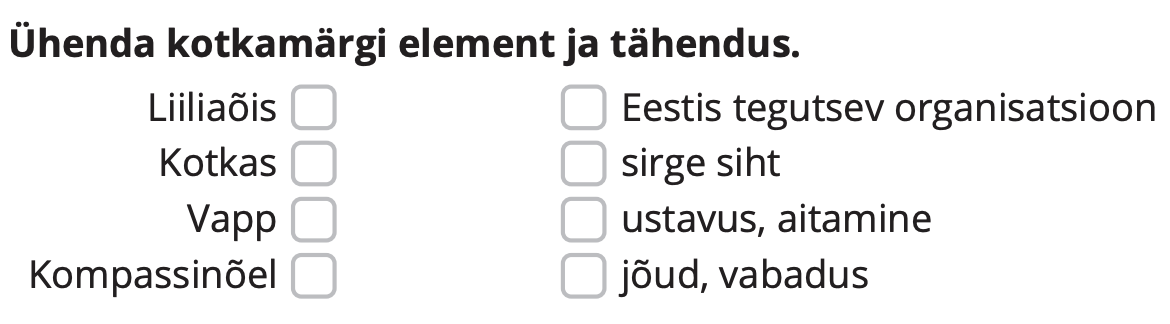 Ühenda kotkamärgi element ja tähendus.
Liiliaõis Eestis tegutsev organisatsioon
Kotkas sirge siht
Vapp ustavus, aitamine
Kompassinõel jõud, vabadus